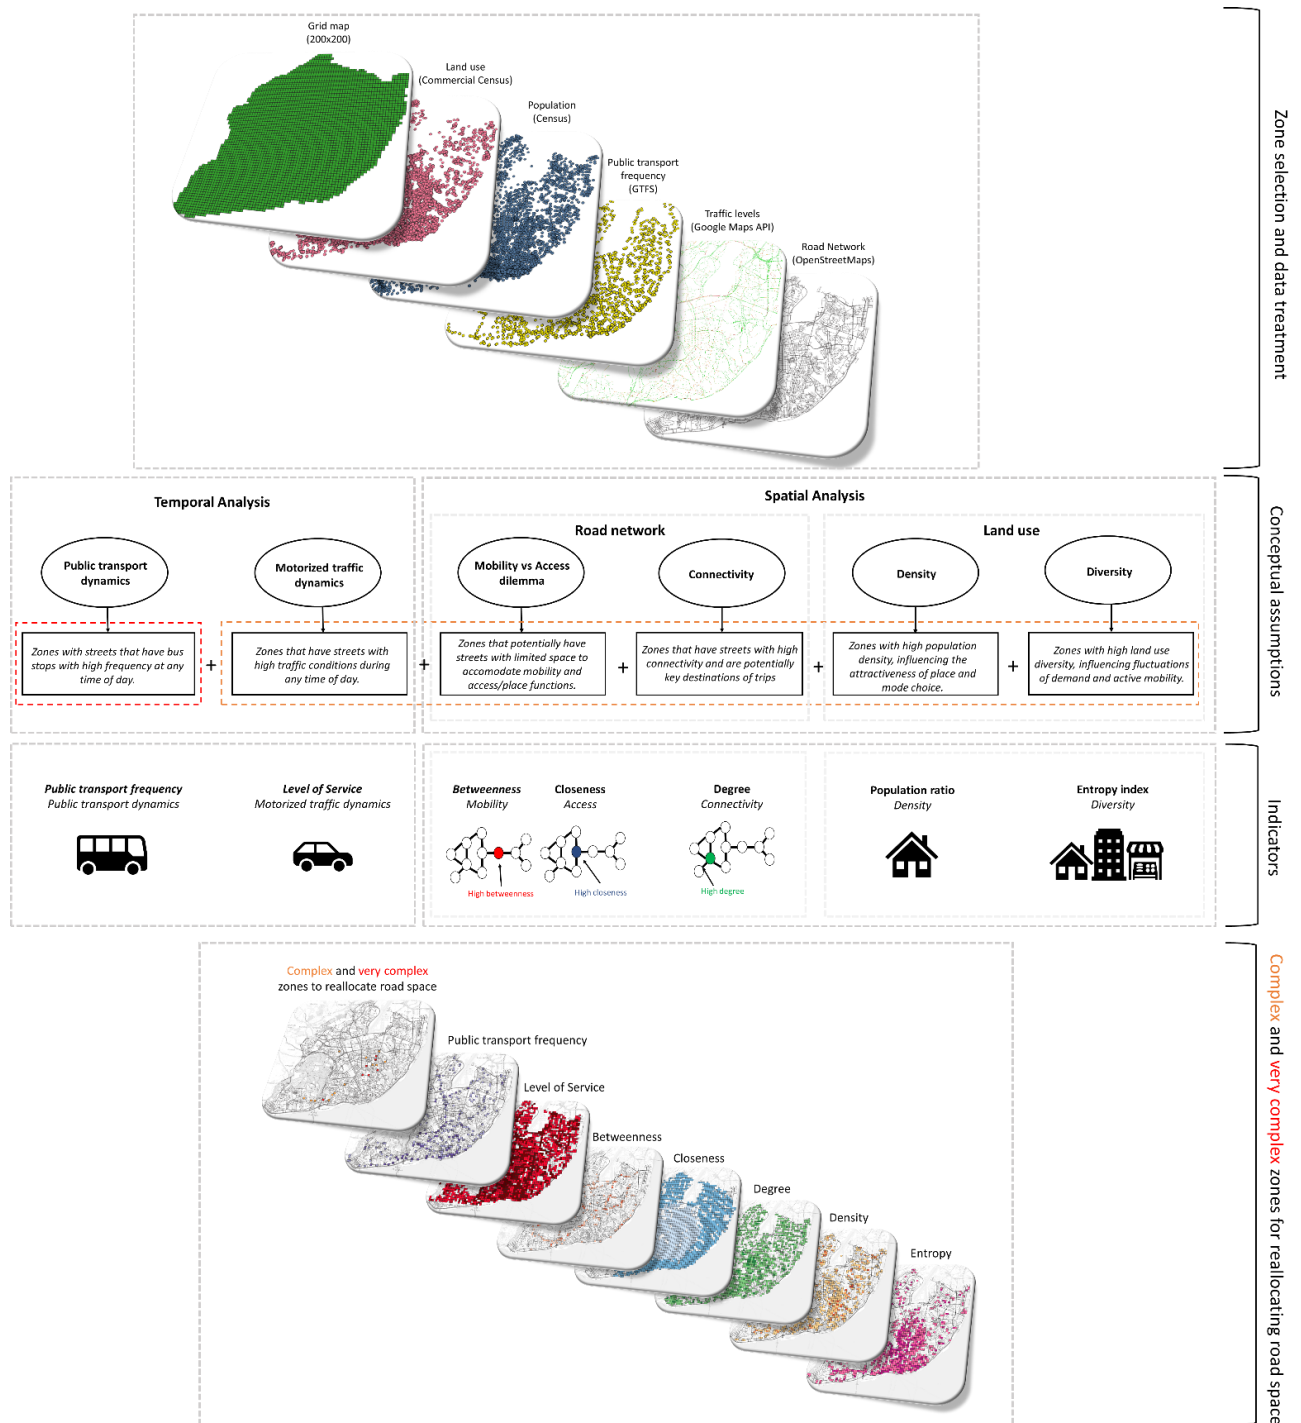 Grid map
(200x200)
Land use
(Commercial Census)
Population
(Census)
Public transport
frequency
(GTFS)
Traffic levels
(Google Maps API)
Road Network
(OpenStreetMaps)
Zone selection and data treatment
Temporal Analysis
Spatial Analysis
Road network
Land use
Public transport
dynamics
Motorized traffic
dynamics
Mobility vs Access
dilemma
Connectivity
Density
Diversity
Zones with streets that have bus
stops with high frequency at any
time of day.
+
Zones that have streets with
high traffic conditions during
any time of day.
+
Zones that potentially have
streets with limited space to
accomodate mobility and
access/place functions.
+
Zones that have streets with high
connectivity and are potentially
key destinations of trips
+
Zones with high population
density, influencing the
attractiveness of place and
mode choice.
+
Zones with high land use
diversity, influencing fluctuations
of demand and active mobility.
Conceptual assumptions
Public transport frequency
Public transport dynamics
Level of Service
Motorized traffic dynamics
Betweenness
Mobility
Closeness
Access
Degree
Connectivity
Population ratio
Density
Entropy index
Diversity
High betweenness
High closeness
High degree
Indicators
Complex and very complex
zones to reallocate road space
Public transport frequency
Level of Service
Betweenness
Closeness
Degree
Density
Entropy
Complex and very complex zones for reallocating road space